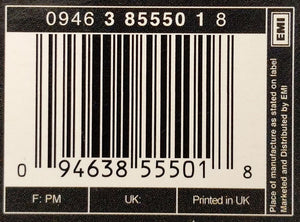 0946 3 85550 1 8
0 94638 55501 8
F: PM UK: Printed in UK
EMI
Place of manufacture as stated on label
Marketed and Distributed by EMI